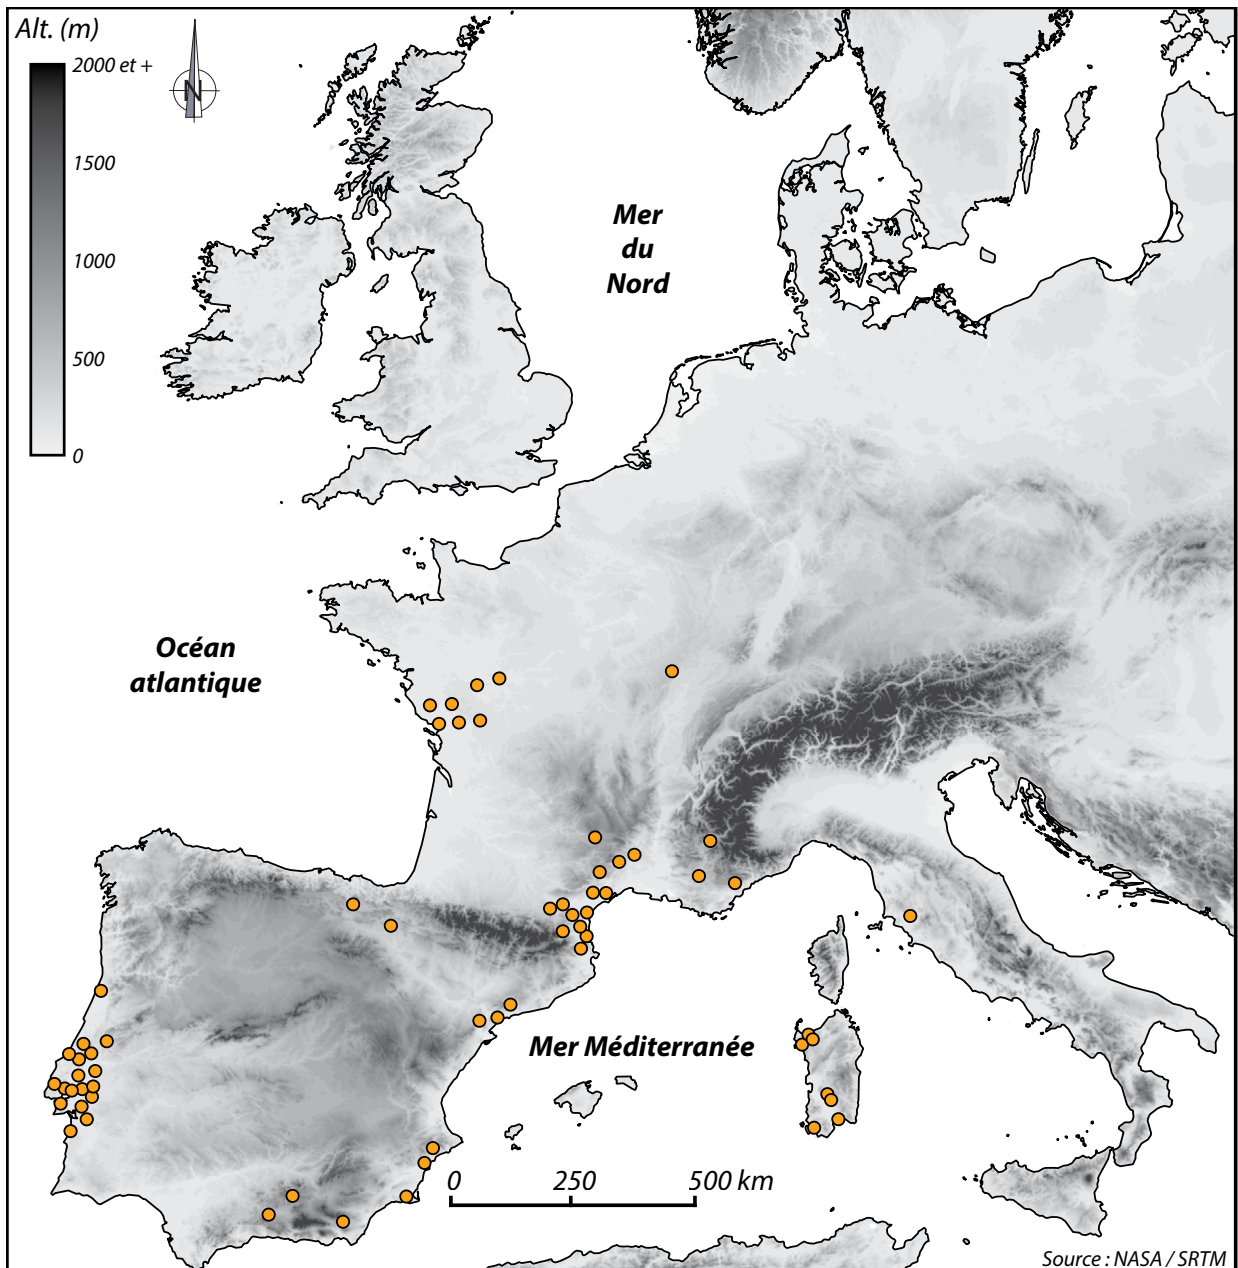 Alt. (m)
2000 et +
1500
1000
500
0
N
Mer
du
Nord
Océan
atlantique
Mer Méditerranée
0 250 500 km
Source : NASA / SRTM